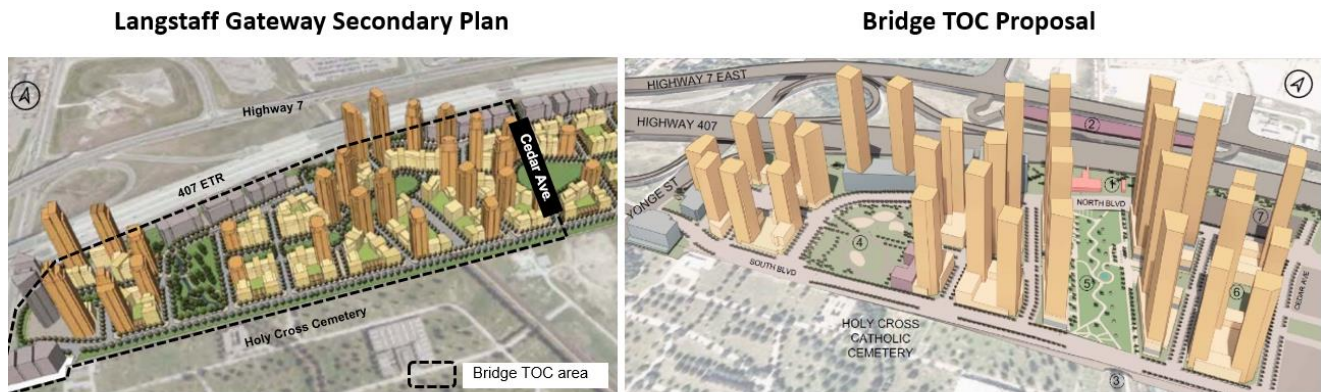 Langstaff Gateway Secondary Plan
Bridge TOC Proposal
Highway 7
407 ETR
Cedar Ave.
Holy Cross Cemetery
Bridge TOC area
HIGHWAY 7 EAST
HIGHWAY 407
YONGE ST
②
①
NORTH BLVD
⑦
④
SOUTH BLVD
⑤
⑥
CEDAR AVE
HOLY CROSS
CATHOLIC
CEMETERY
③